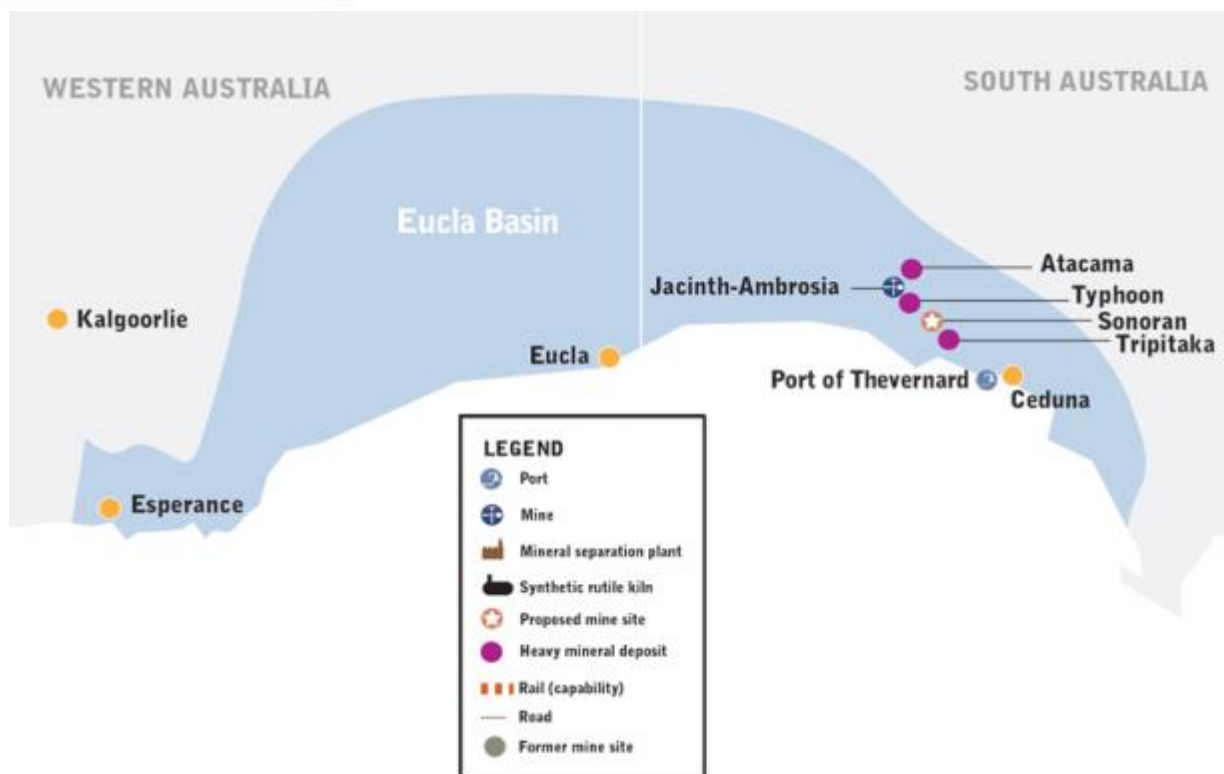 WESTERN AUSTRALIA
SOUTH AUSTRALIA
Eucla Basin
Atacama
Jacinth-Ambrosia
Typhoon
Kalgoorlie
Sonoran
Tripitaka
Eucla
Port of Thevernard
Ceduna
Esperance
LEGEND
Port
Mine
Mineral separation plant
Synthetic rutile kiln
Proposed mine site
Heavy mineral deposit
Rail (capability)
Road
Former mine site